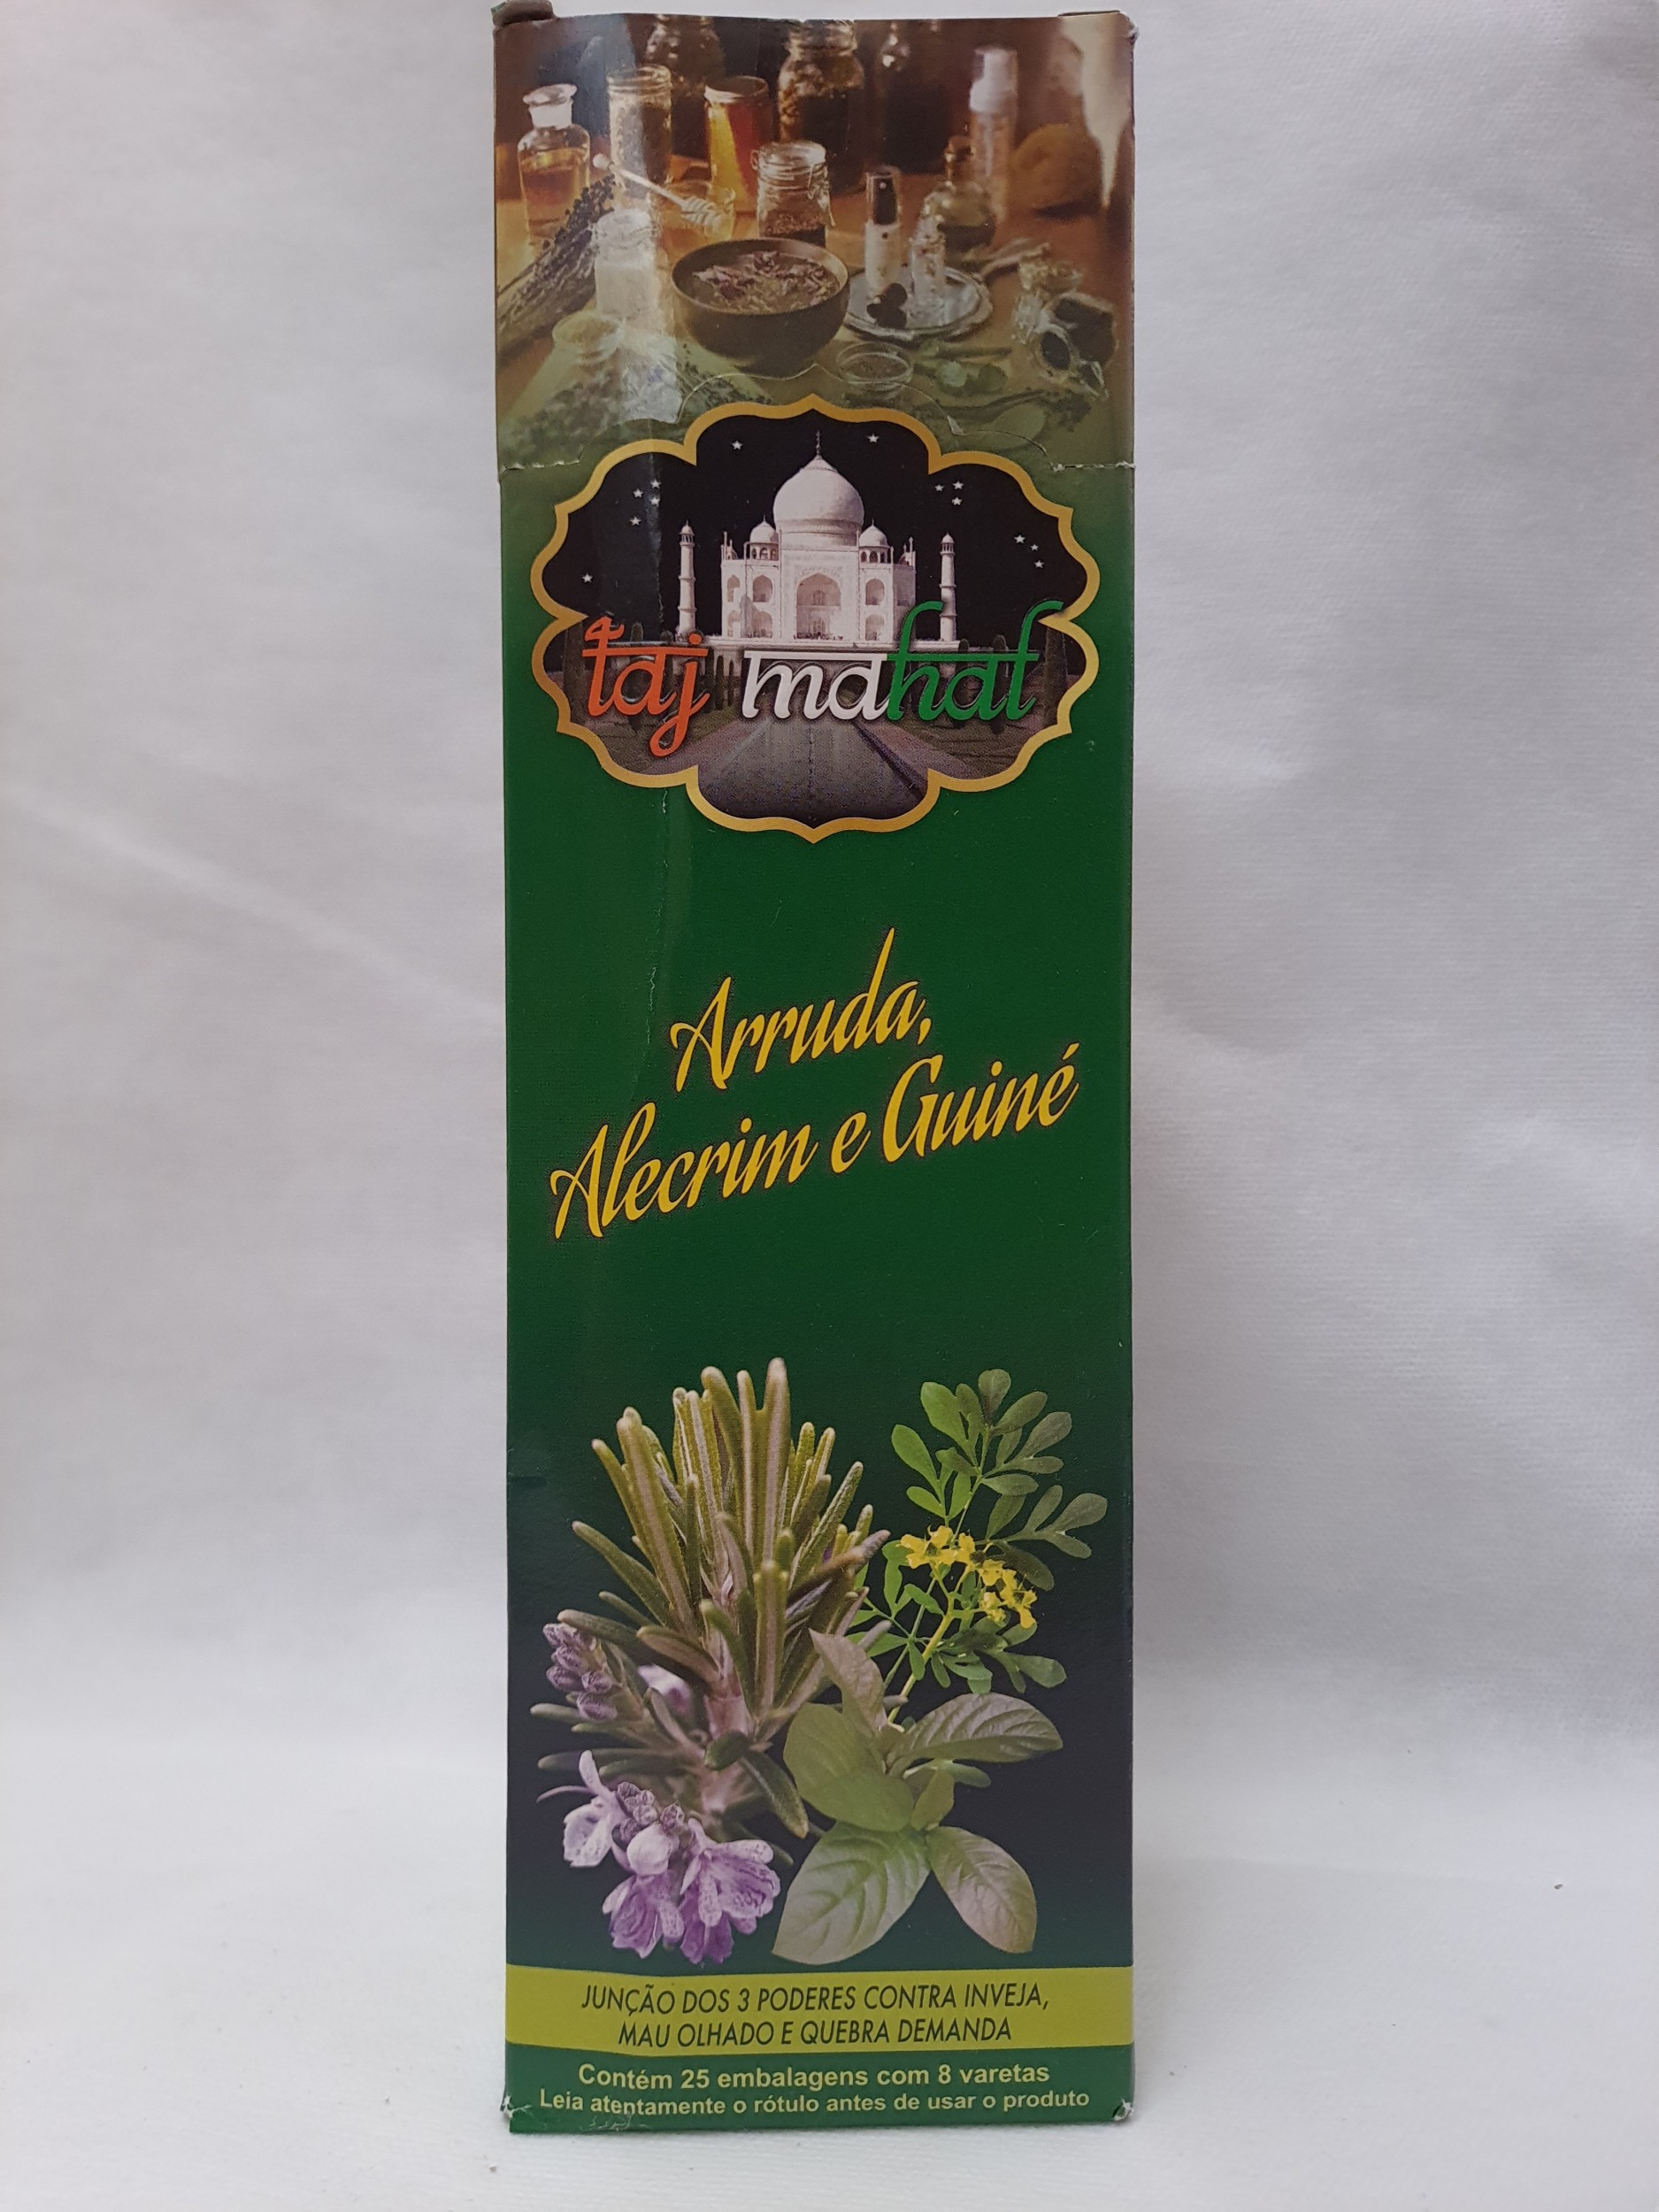 taj mahal
Arruda,
Alecrim e Guiné
JUNÇÃO DOS 3 PODERES CONTRA INVEJA,
MAU OLHADO E QUEBRA DEMANDA
Contém 25 embalagens com 8 varetas
Leia atentamente o rótulo antes de usar o produto